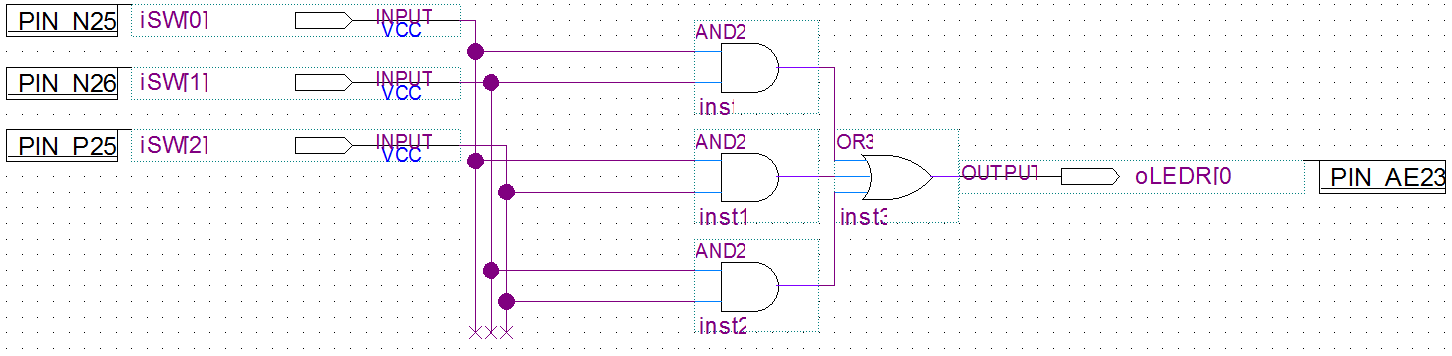 PIN_N25 iSW[0] INPUT
VCC
PIN_N26 iSW[1] INPUT
VCC
PIN_P25 iSW[2] INPUT
VCC
AND2
inst
AND2
inst1
AND2
inst2
OR3
inst3
OUTPUT oLEDR[0 PIN_AE23